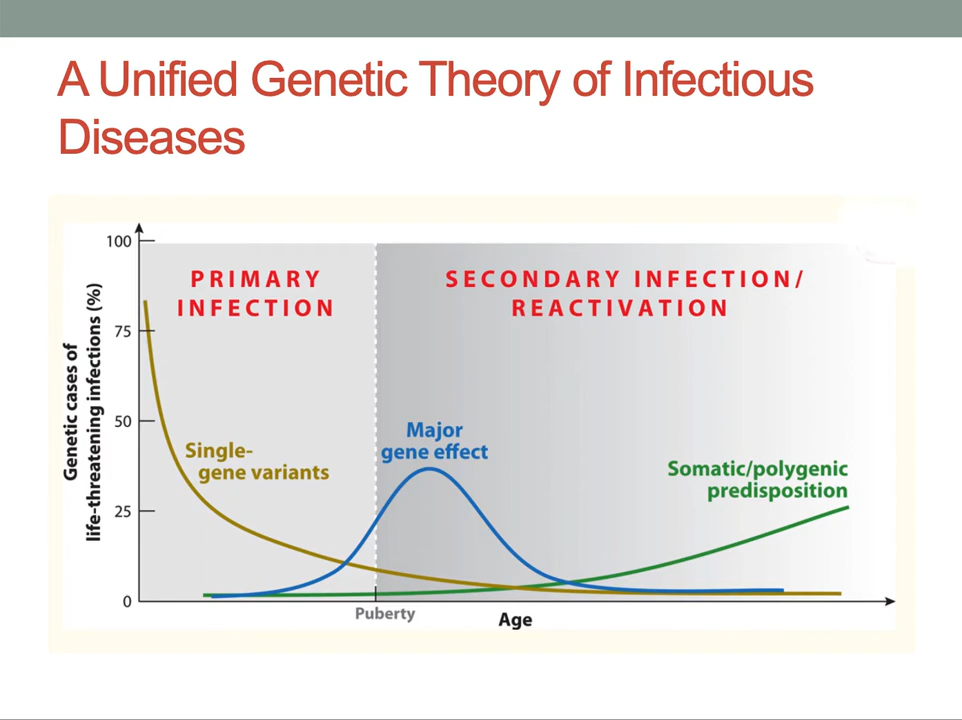 A Unified Genetic Theory of Infectious
Diseases
Genetic cases of
life-threatening infections (%)
100
75
50
25
0
PRIMARY
INFECTION
SECONDARY INFECTION/
REACTIVATION
Single-
gene variants
Major
gene effect
Somatic/polygenic
predisposition
Puberty
Age